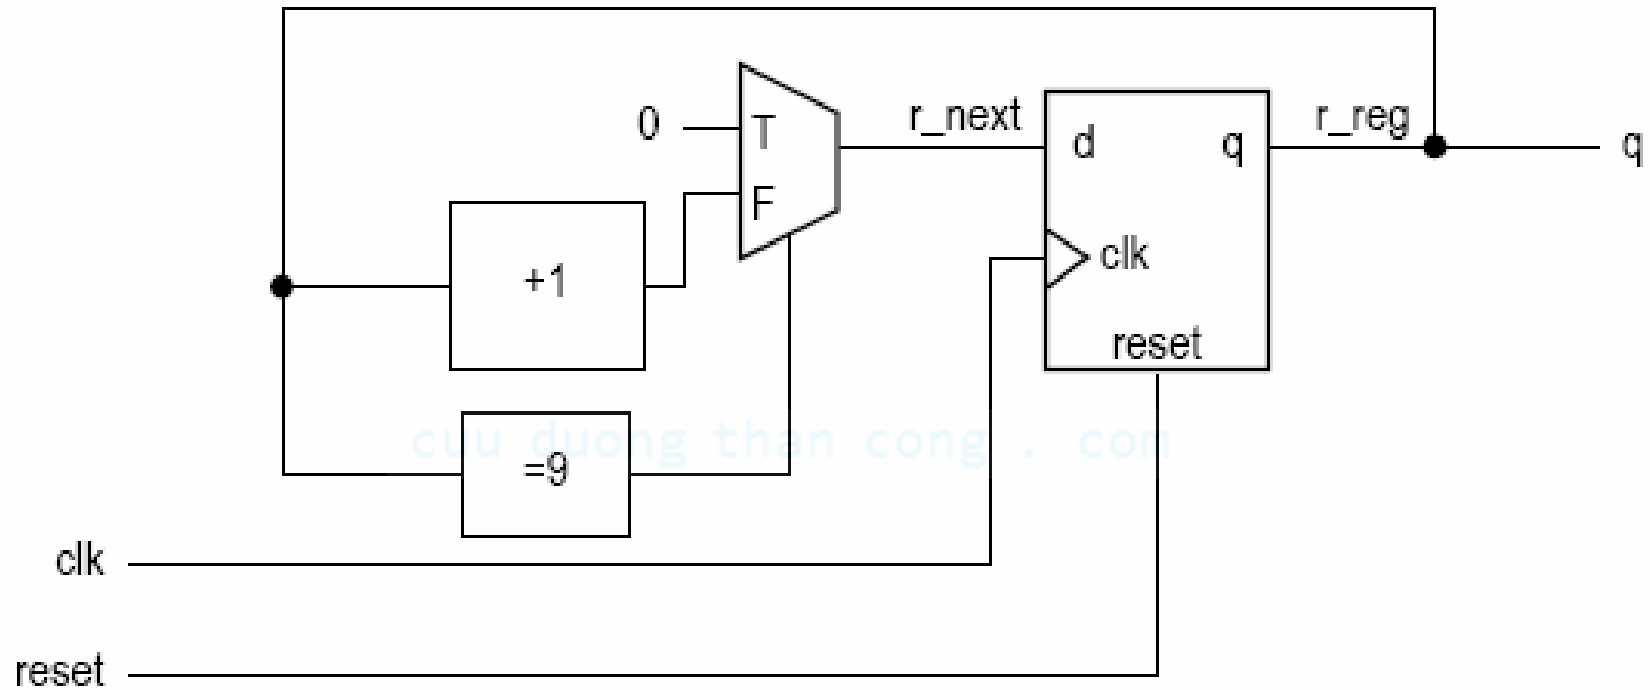 0
T
F
r_next
d
q
r_reg
q
+1
clk
reset
=9
cuu duong than cong . com
clk
reset